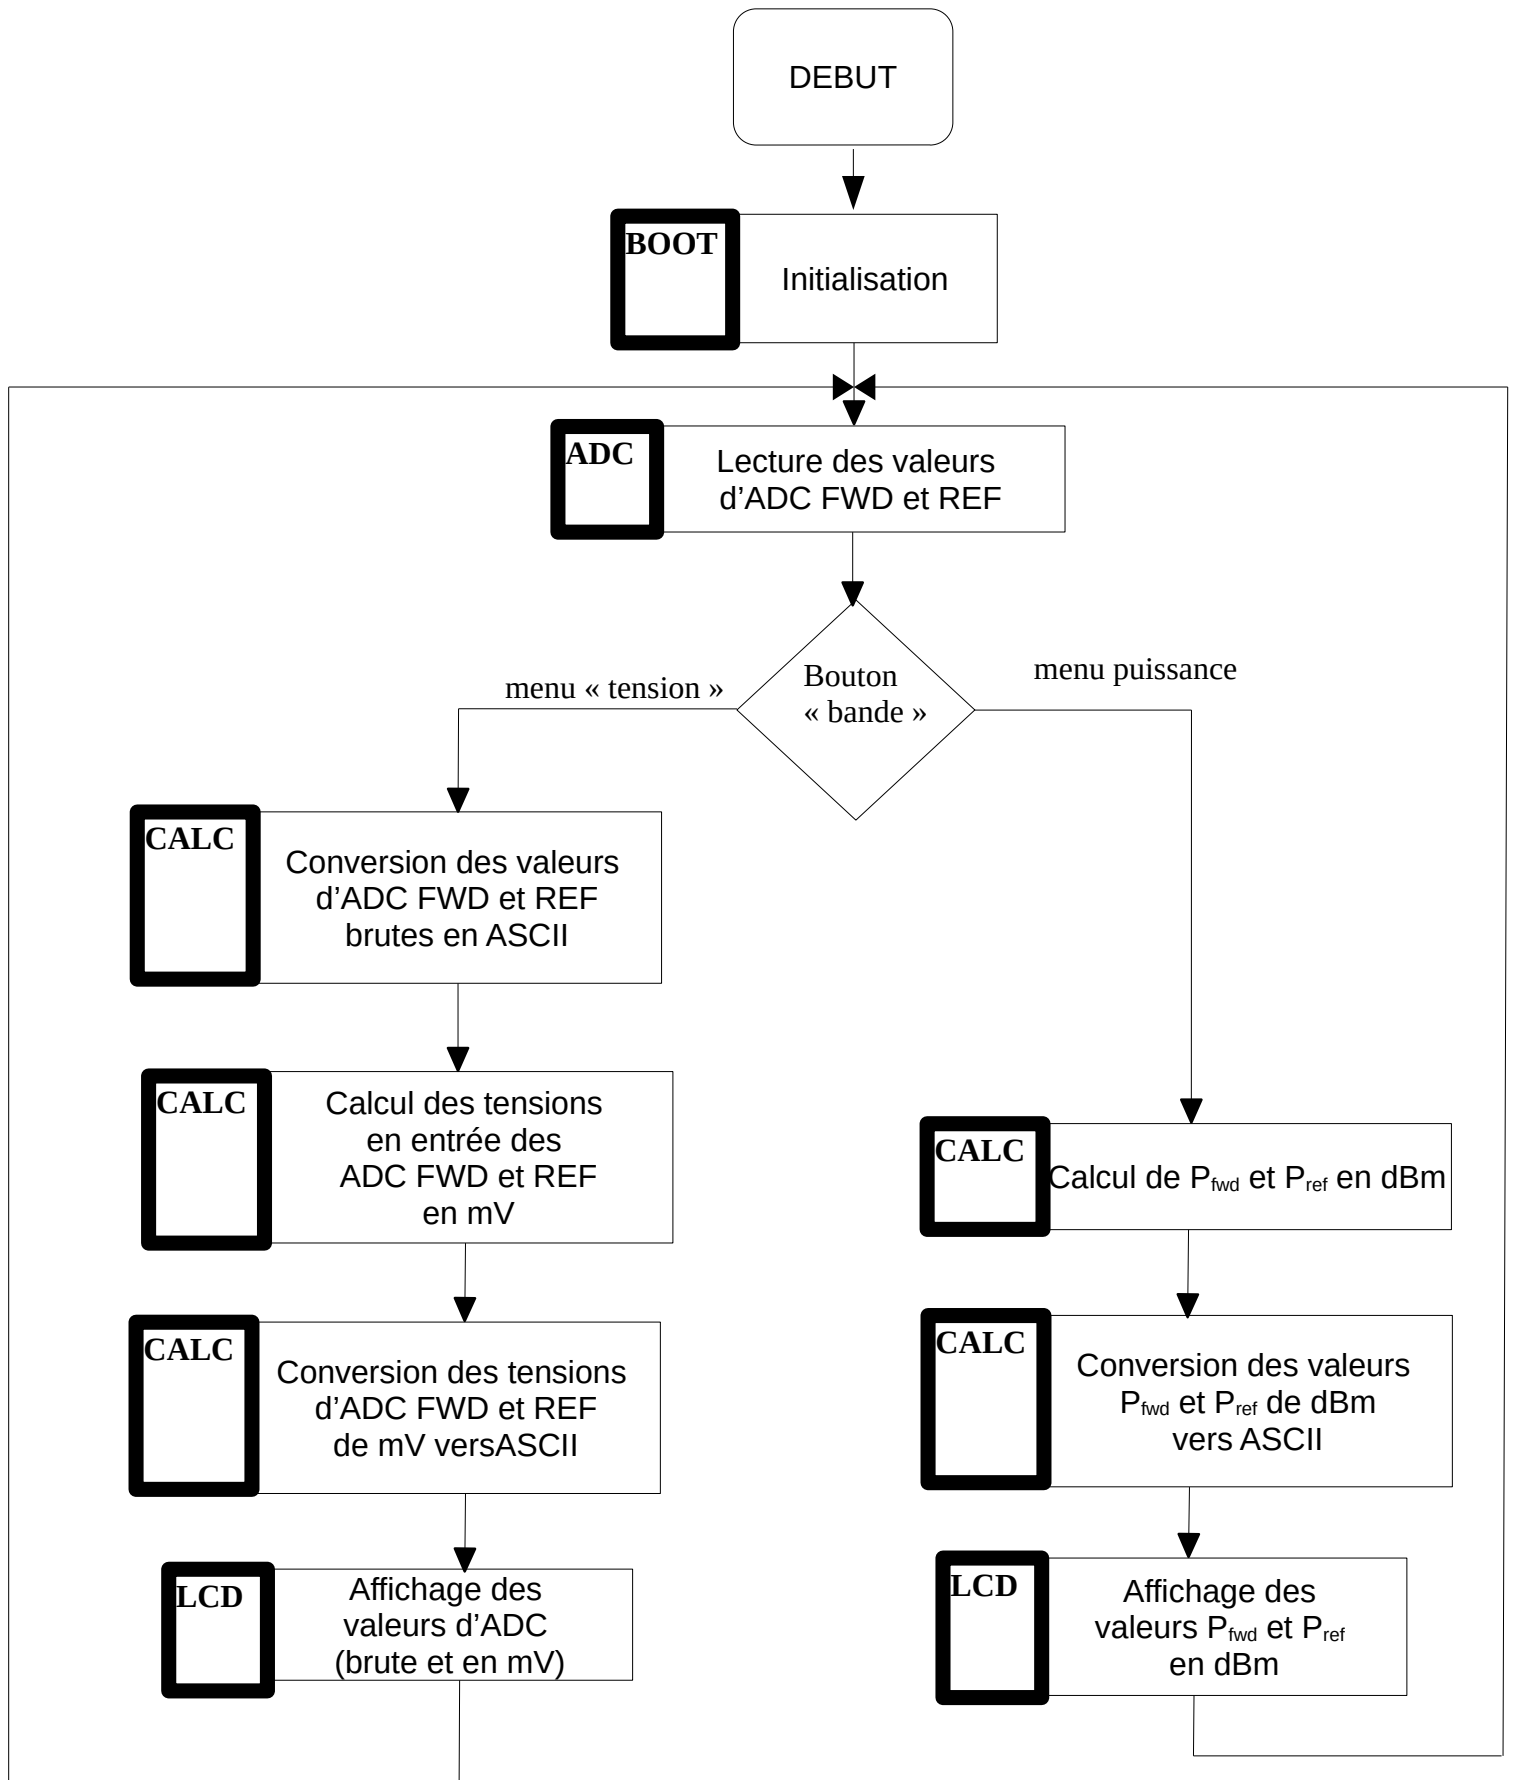 DEBUT
BOOT
Initialisation
ADC
Lecture des valeurs
d’ADC FWD et REF
Bouton
« bande »
menu « tension »
menu puissance
CALC
Conversion des valeurs
d’ADC FWD et REF
brutes en ASCII
CALC
Calcul des tensions
en entrée des
ADC FWD et REF
en mV
CALC
Conversion des tensions
d’ADC FWD et REF
de mV versASCII
LCD
Affichage des
valeurs d’ADC
(brute et en mV)
CALC
Calcul de Pfwd et Pref en dBm
CALC
Conversion des valeurs
Pfwd et Pref de dBm
vers ASCII
LCD
Affichage des
valeurs Pfwd et Pref
en dBm